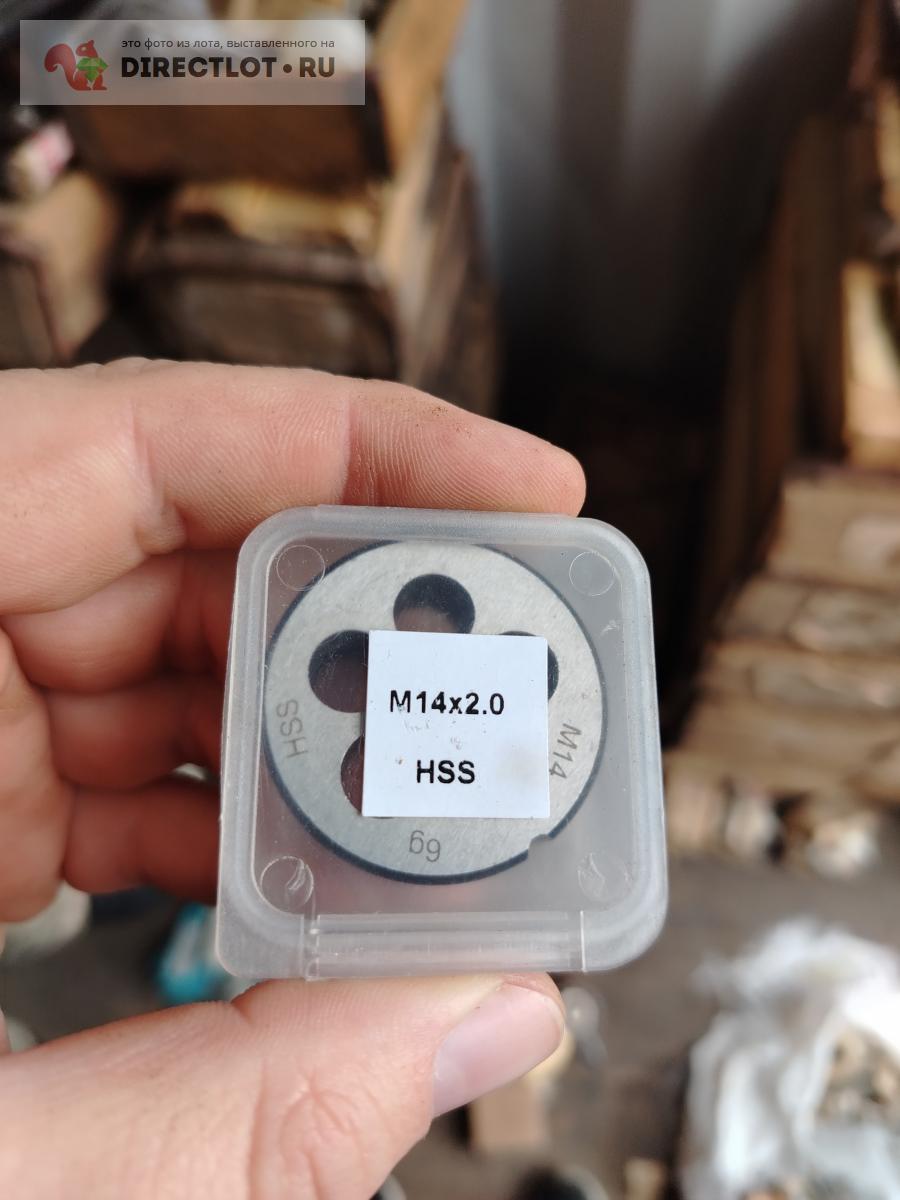 это фото из лота, выставленного на
DIRECTLOT•RU
M14x2.0
HSS
HSS
M14
6g